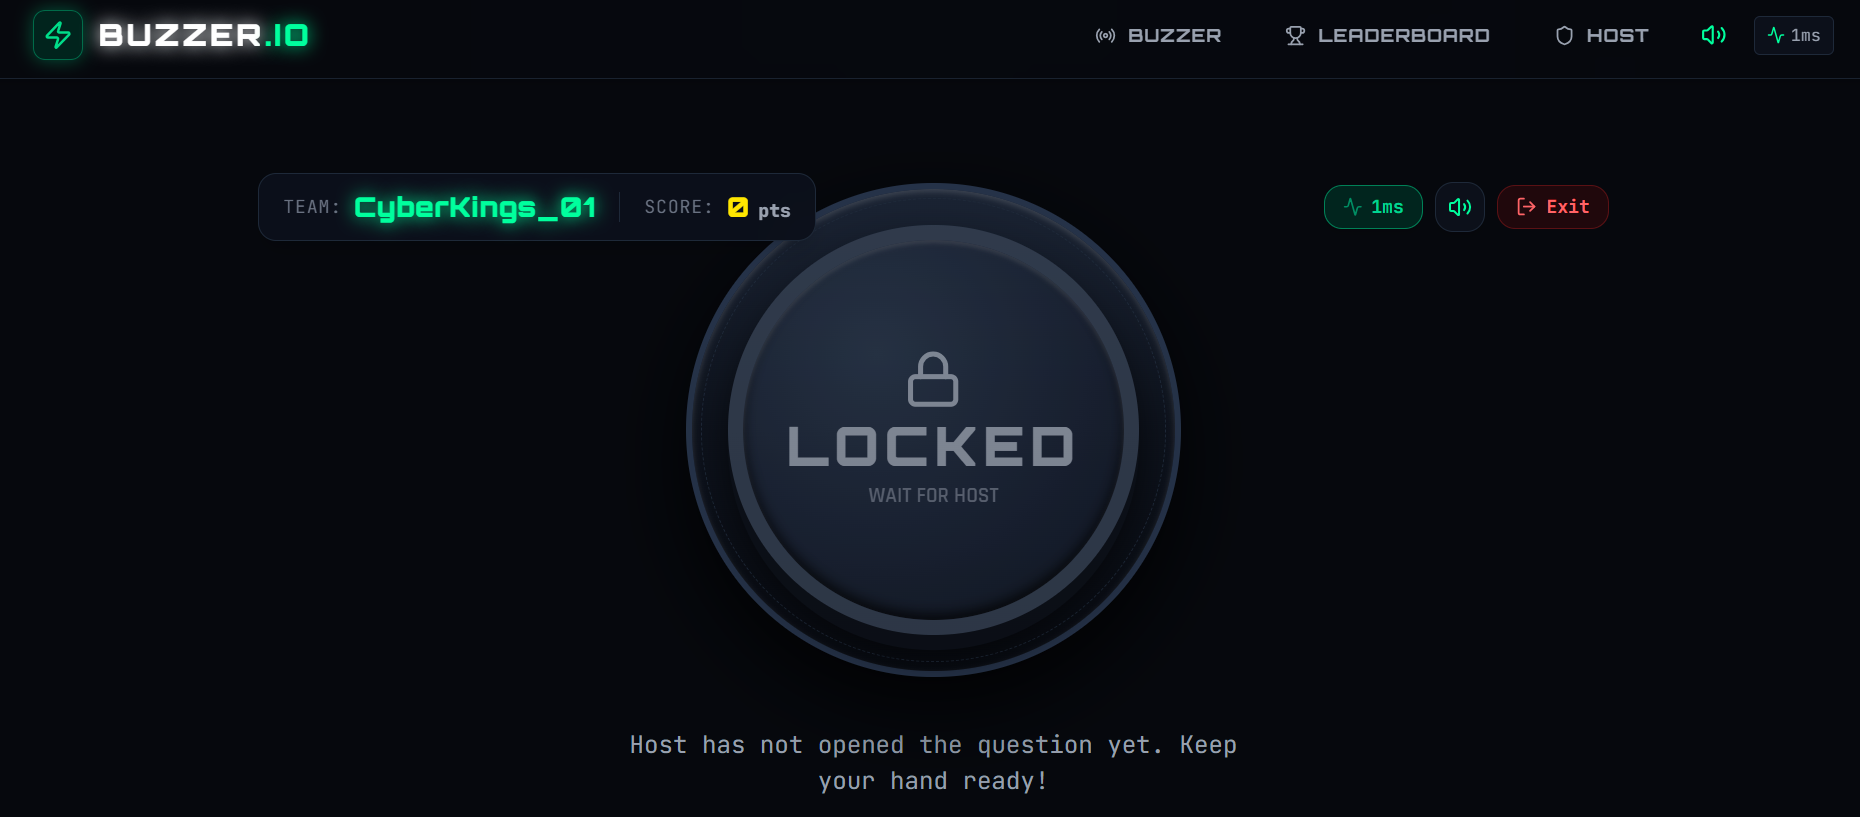 BUZZER.IO BUZZER LEADERBOARD HOST 1ms
TEAM: CyberKings_01 SCORE: 0 pts 1ms Exit
LOCKED
WAIT FOR HOST
Host has not opened the question yet. Keep
your hand ready!